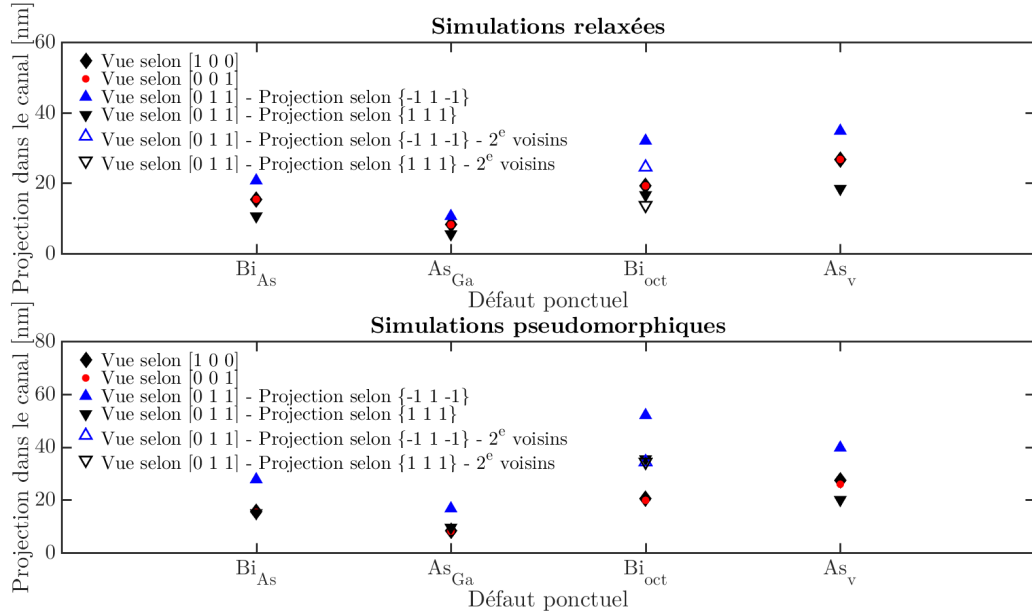 Simulations relaxées
Projection dans le canal [nm]
60
40
20
0
Vue selon [1 0 0]
Vue selon [0 0 1]
Vue selon [0 1 1] - Projection selon {-1 1 -1}
Vue selon [0 1 1] - Projection selon {1 1 1}
Vue selon [0 1 1] - Projection selon {-1 1 -1} - 2e voisins
Vue selon [0 1 1] - Projection selon {1 1 1} - 2e voisins
BiAs AsGa Bioct Asv
Défaut ponctuel
Simulations pseudomorphiques
Projection dans le canal [nm]
80
60
40
20
0
Vue selon [1 0 0]
Vue selon [0 0 1]
Vue selon [0 1 1] - Projection selon {-1 1 -1}
Vue selon [0 1 1] - Projection selon {1 1 1}
Vue selon [0 1 1] - Projection selon {-1 1 -1} - 2e voisins
Vue selon [0 1 1] - Projection selon {1 1 1} - 2e voisins
BiAs AsGa Bioct Asv
Défaut ponctuel